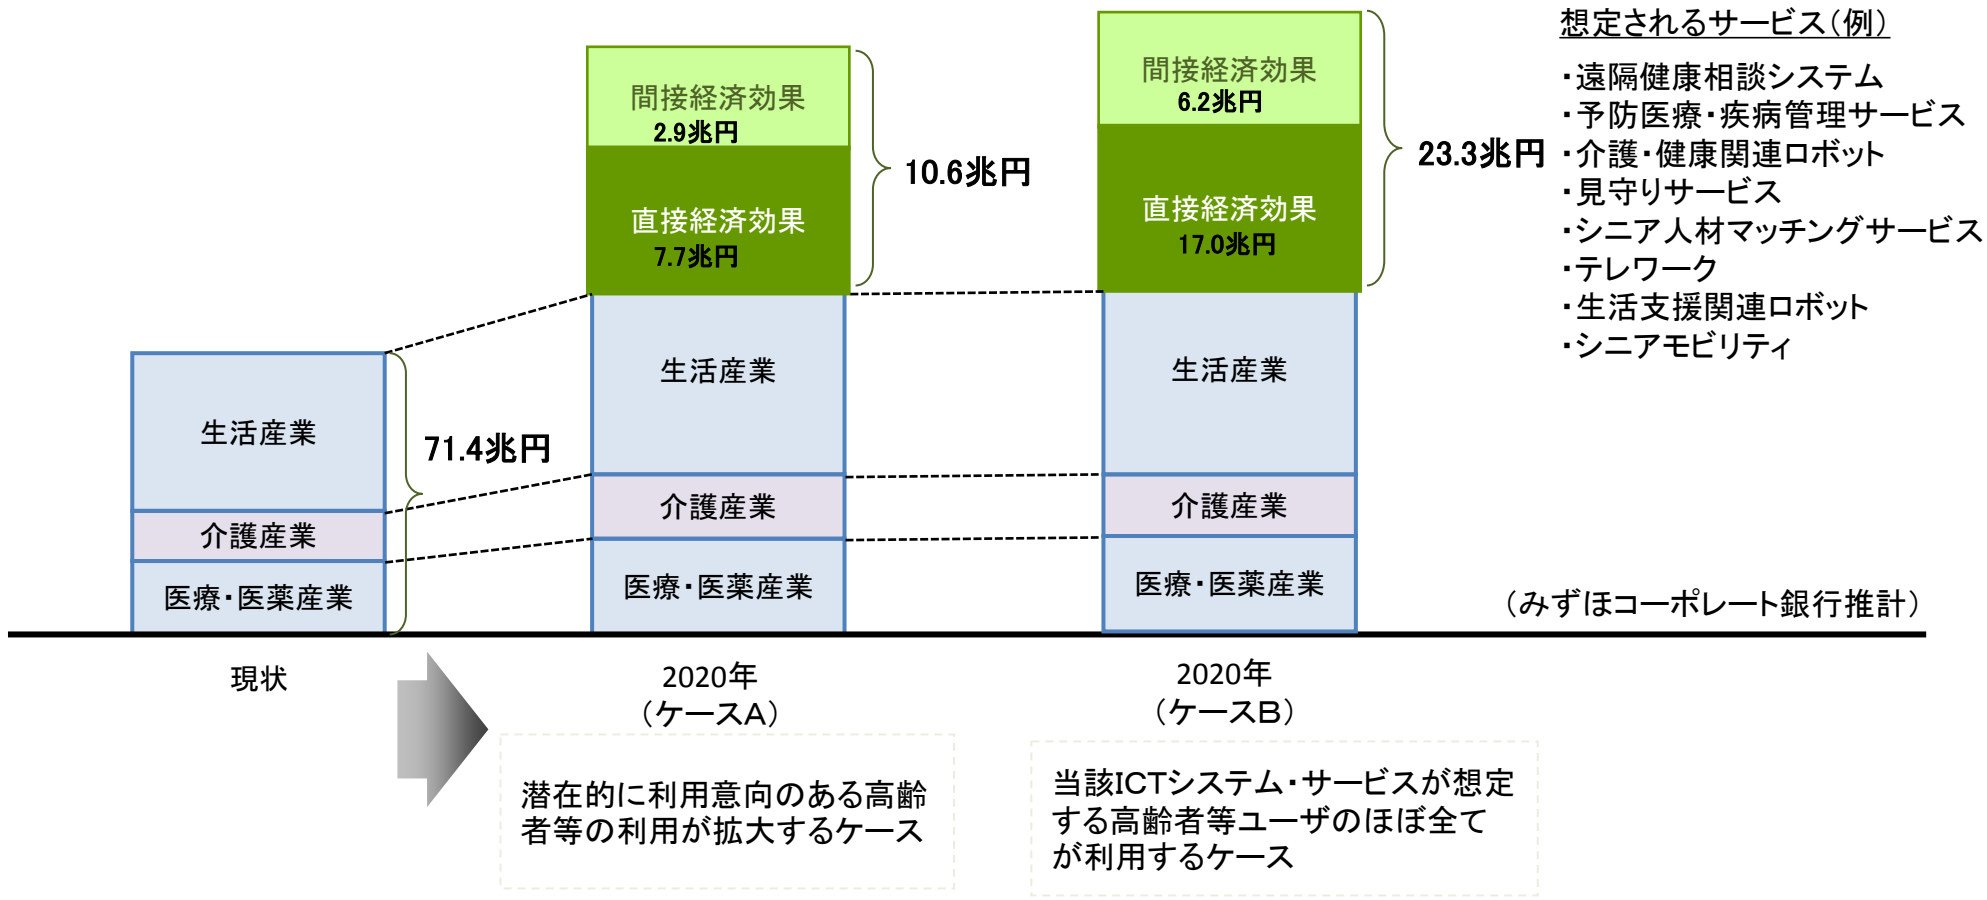 想定されるサービス（例）
・遠隔健康相談システム
・予防医療・疾病管理サービス
・介護・健康関連ロボット
・見守りサービス
・シニア人材マッチングサービス
・テレワーク
・生活支援関連ロボット
・シニアモビリティ
間接経済効果
2.9兆円
直接経済効果
7.7兆円
10.6兆円
間接経済効果
6.2兆円
直接経済効果
17.0兆円
23.3兆円
生活産業
介護産業
医療・医薬産業
71.4兆円
生活産業
介護産業
医療・医薬産業
生活産業
介護産業
医療・医薬産業
（みずほコーポレート銀行推計）
現状
2020年
（ケースA）
2020年
（ケースB）
潜在的に利用意向のある高齢
者等の利用が拡大するケース
当該ICTシステム・サービスが想定
する高齢者等ユーザのほぼ全て
が利用するケース